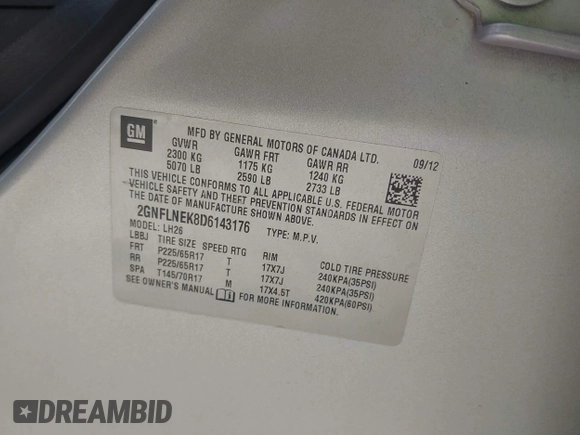 GM
MFD BY GENERAL MOTORS OF CANADA LTD. 09/12
GVWR GAWR FRT GAWR RR
2300 KG 1175 KG 1240 KG
5070 LB 2590 LB 2733 LB
THIS VEHICLE CONFORMS TO ALL APPLICABLE U.S. FEDERAL MOTOR
VEHICLE SAFETY AND THEFT PREVENTION STANDARDS IN EFFECT ON
THE DATE OF MANUFACTURE SHOWN ABOVE.
2GNFLNEK8D6143176 TYPE: M.P.V.
MODEL: LH26
LBBJ TIRE SIZE SPEED RTG RIM COLD TIRE PRESSURE
FRT P225/65R17 T 17X7J 240KPA(35PSI)
RR P225/65R17 T 17X7J 240KPA(35PSI)
SPA T145/70R17 M 17X4.5T 420KPA(60PSI)
SEE OWNER'S MANUAL FOR MORE INFORMATION.
DREAMBID